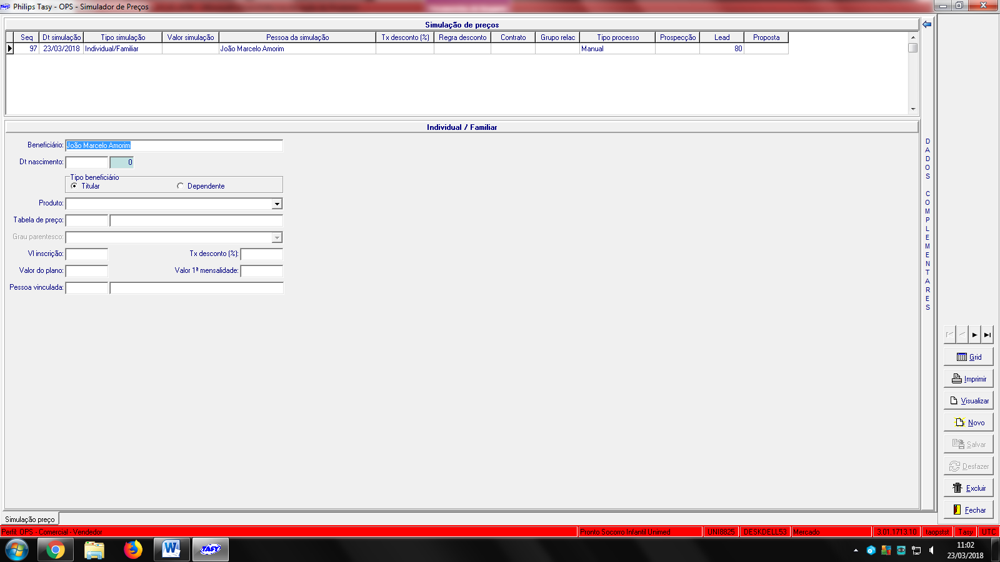 Philips Tasy - OPS - Simulador de Preços
Simulação de preços
Seq Dt simulação Tipo simulação Valor simulação Pessoa da simulação Tx desconto (%) Regra desconto Contrato Grupo relac Tipo processo Prospecção Lead Proposta
97 23/03/2018 Individual/Familiar João Marcelo Amorim Manual 80
Individual / Familiar
Beneficiário: João Marcelo Amorim
Dt nascimento: 0
Tipo beneficiário
Titular Dependente
Produto:
Tabela de preço:
Grau parentesco:
Vl inscrição: Tx desconto (%):
Valor do plano: Valor 1ª mensalidade:
Pessoa vinculada:
DADOS COMPLEMENTARES
Grid
Imprimir
Visualizar
Novo
Salvar
Desfazer
Excluir
Fechar
Simulação preço
Perfil: OPS - Comercial - Vendedor Pronto Socorro Infantil Unimed UNI8825 DESKDELL53 Mercado 3.01.1713.10 taopstst Tasy UTC
TASY
11:02
23/03/2018